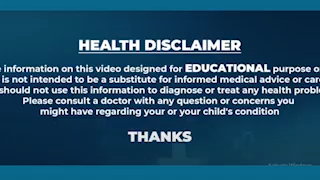 HEALTH DISCLAIMER
information on this video designed for EDUCATIONAL purpose o
is not intended to be a substitute for informed medical advice or care
should not use this information to diagnose or treat any health probl
Please consult a doctor with any question or concerns you
might have regarding your or your child's condition
THANKS